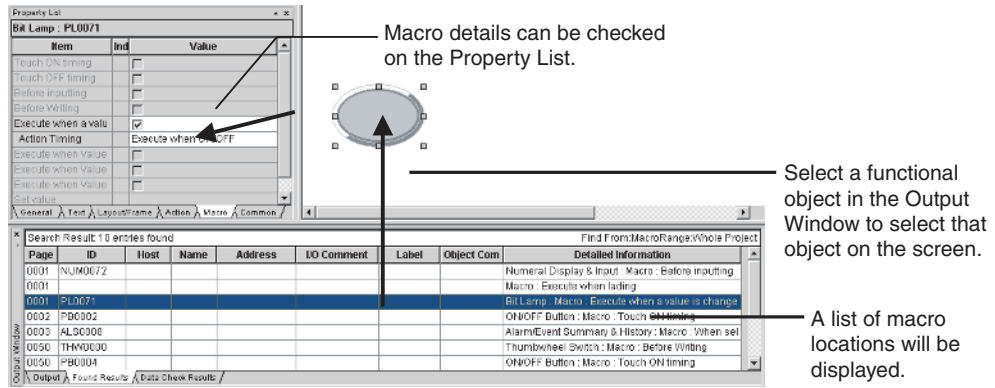 Property List
Bit Lamp : PL0071
Item Ind Value
Touch ON timing
Touch OFF timing
Before inputting
Before Writing
Execute when a valu
Action Timing Execute when OFF
Execute when Value
Execute when Value
Execute when Value
Get value
General Text Layout/Frame Action Macro Common
Macro details can be checked
on the Property List.
Select a functional
object in the Output
Window to select that
object on the screen.
Search Result: 10 entries found Find From:MacroRange:Whole Project
Page ID Host Name Address I/O Comment Label Object Com Detailed Information
0001 NUM0072 Numeral Display & Input : Macro : Before inputting
0001 Macro : Execute when lading
0001 PL0071 Bit Lamp : Macro : Execute when a value is change
0002 PB0002 ON/OFF Button : Macro : Touch ON timing
0003 ALS0008 Alarm/Event Summary & History : Macro : When sel
0050 THW0000 Thumbwheel Switch : Macro : Before Writing
0050 PB0004 ON/OFF Button : Macro : Touch ON timing
Output Found Results Data Check Results
Output Window
A list of macro
locations will be
displayed.